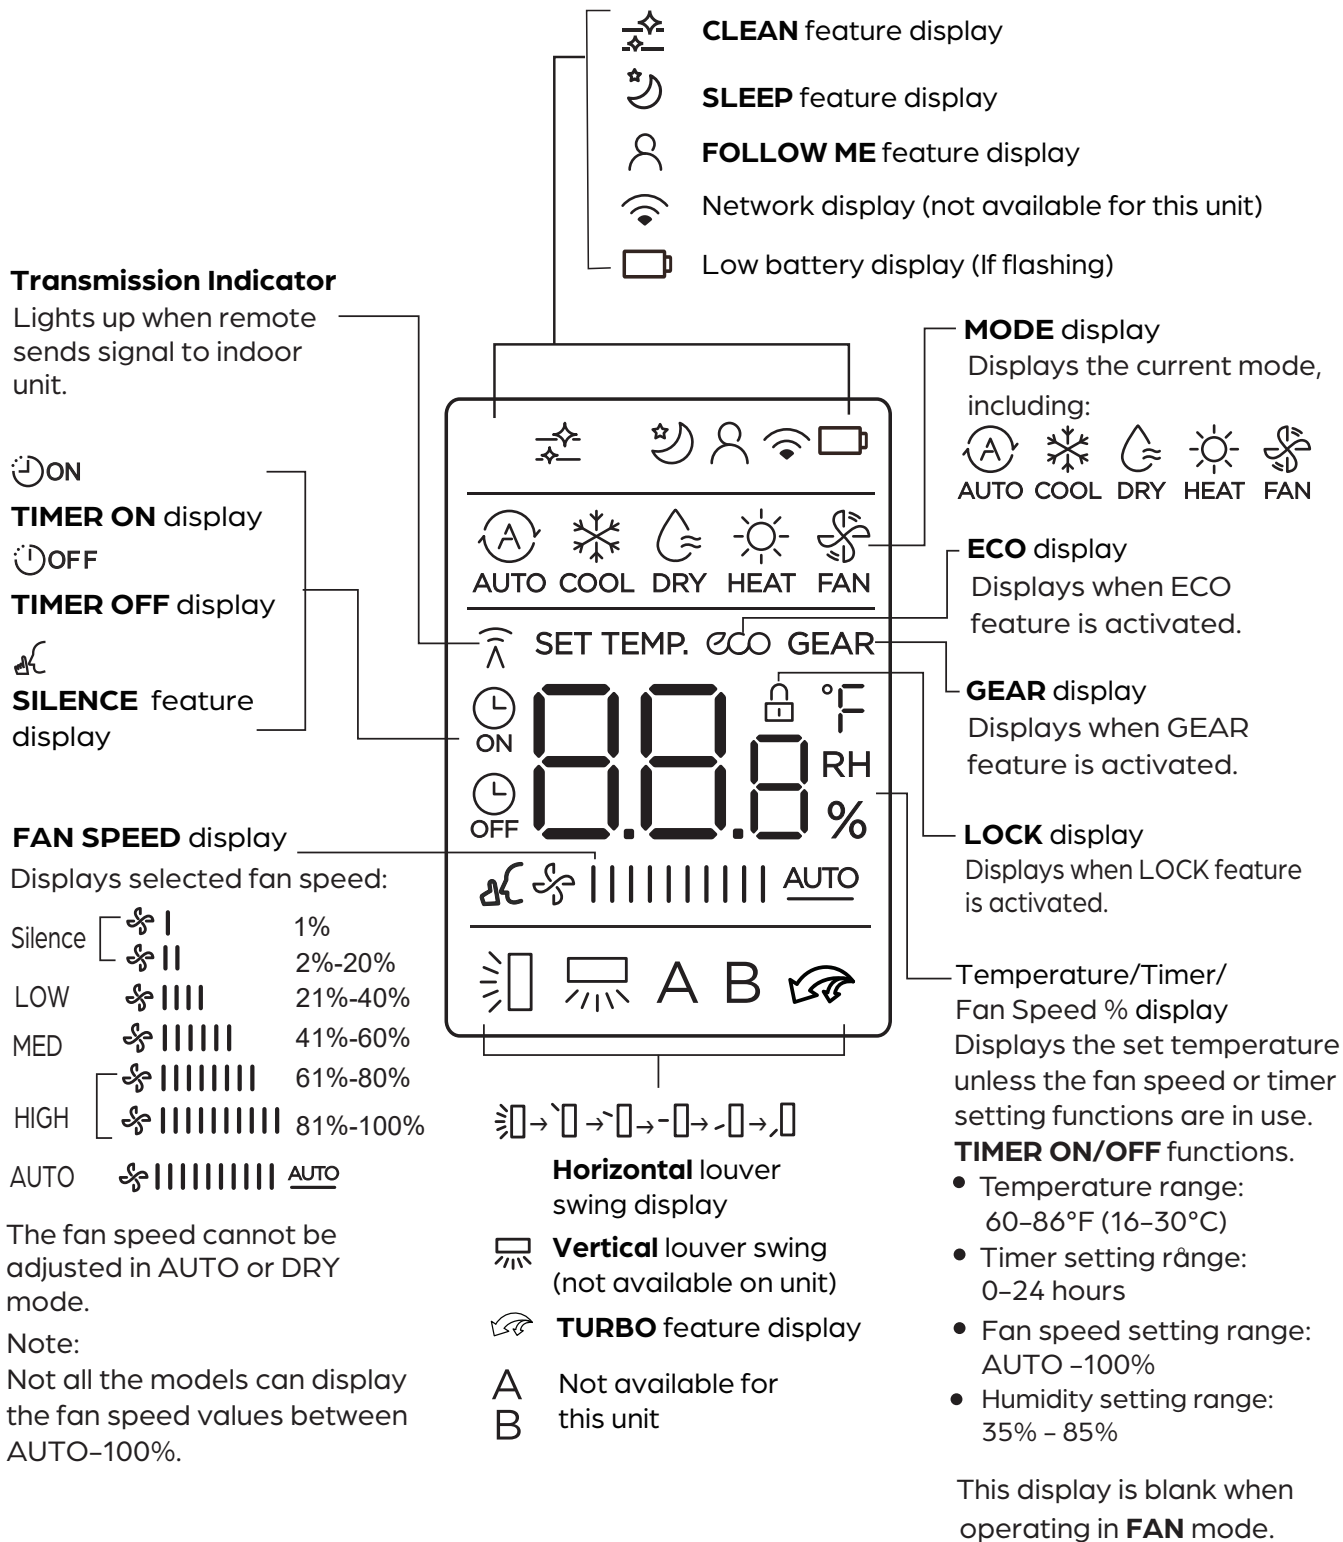 CLEAN feature display
SLEEP feature display
FOLLOW ME feature display
Network display (not available for this unit)
Low battery display (If flashing)
Transmission Indicator
Lights up when remote
sends signal to indoor
unit.
ON
TIMER ON display
OFF
TIMER OFF display
SILENCE feature
display
FAN SPEED display
Displays selected fan speed:
Silence
1%
2%-20%
LOW 21%-40%
MED 41%-60%
HIGH
61%-80%
81%-100%
AUTO AUTO
The fan speed cannot be
adjusted in AUTO or DRY
mode.
Note:
Not all the models can display
the fan speed values between
AUTO-100%.
A
AUTO COOL DRY HEAT FAN
SET TEMP. eco GEAR
ON
OFF
88.8.
°F
RH
%
AUTO
A B
Horizontal louver
swing display
Vertical louver swing
(not available on unit)
TURBO feature display
A
B
Not available for
this unit
MODE display
Displays the current mode,
including:
A
AUTO COOL DRY HEAT FAN
ECO display
Displays when ECO
feature is activated.
GEAR display
Displays when GEAR
feature is activated.
LOCK display
Displays when LOCK feature
is activated.
Temperature/Timer/
Fan Speed % display
Displays the set temperature
unless the fan speed or timer
setting functions are in use.
TIMER ON/OFF functions.
• Temperature range:
60-86°F (16-30°C)
• Timer setting rånge:
0-24 hours
• Fan speed setting range:
AUTO -100%
• Humidity setting range:
35% - 85%
This display is blank when
operating in FAN mode.